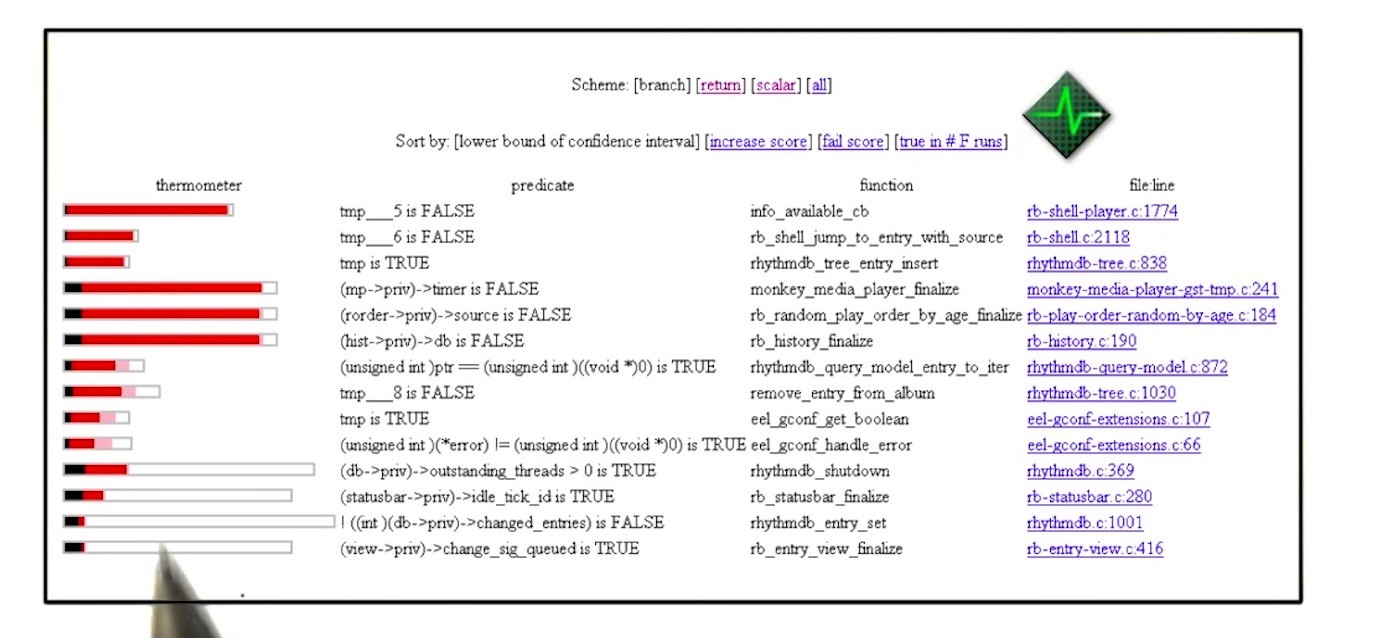 Scheme: [branch] [return] [scalar] [all]
Sort by: [lower bound of confidence interval] [increase score] [fail score] [true in # F runs]
thermometer predicate function file:line
tmp___5 is FALSE info_available_cb rb-shell-player.c:1774
tmp___6 is FALSE rb_shell_jump_to_entry_with_source rb-shell.c:2118
tmp is TRUE rhythmdb_tree_entry_insert rhythmdb-tree.c:838
(mp->priv)->timer is FALSE monkey_media_player_finalize monkey-media-player-gst-tmp.c:241
(rorder->priv)->source is FALSE rb_random_play_order_by_age_finalize rb-play-order-random-by-age.c:184
(hist->priv)->db is FALSE rb_history_finalize rb-history.c:190
(unsigned int )ptr == (unsigned int )((void *)0) is TRUE rhythmdb_query_model_entry_to_iter rhythmdb-query-model.c:872
tmp___8 is FALSE remove_entry_from_album rhythmdb-tree.c:1030
tmp is TRUE eel_gconf_get_boolean eel-gconf-extensions.c:107
(unsigned int )(*error) != (unsigned int )((void *)0) is TRUE eel_gconf_handle_error eel-gconf-extensions.c:66
(db->priv)->outstanding_threads > 0 is TRUE rhythmdb_shutdown rhythmdb.c:369
(statusbar->priv)->idle_tick_id is TRUE rb_statusbar_finalize rb-statusbar.c:280
! ((int )(db->priv)->changed_entries) is FALSE rhythmdb_entry_set rhythmdb.c:1001
(view->priv)->change_sig_queued is TRUE rb_entry_view_finalize rb-entry-view.c:416